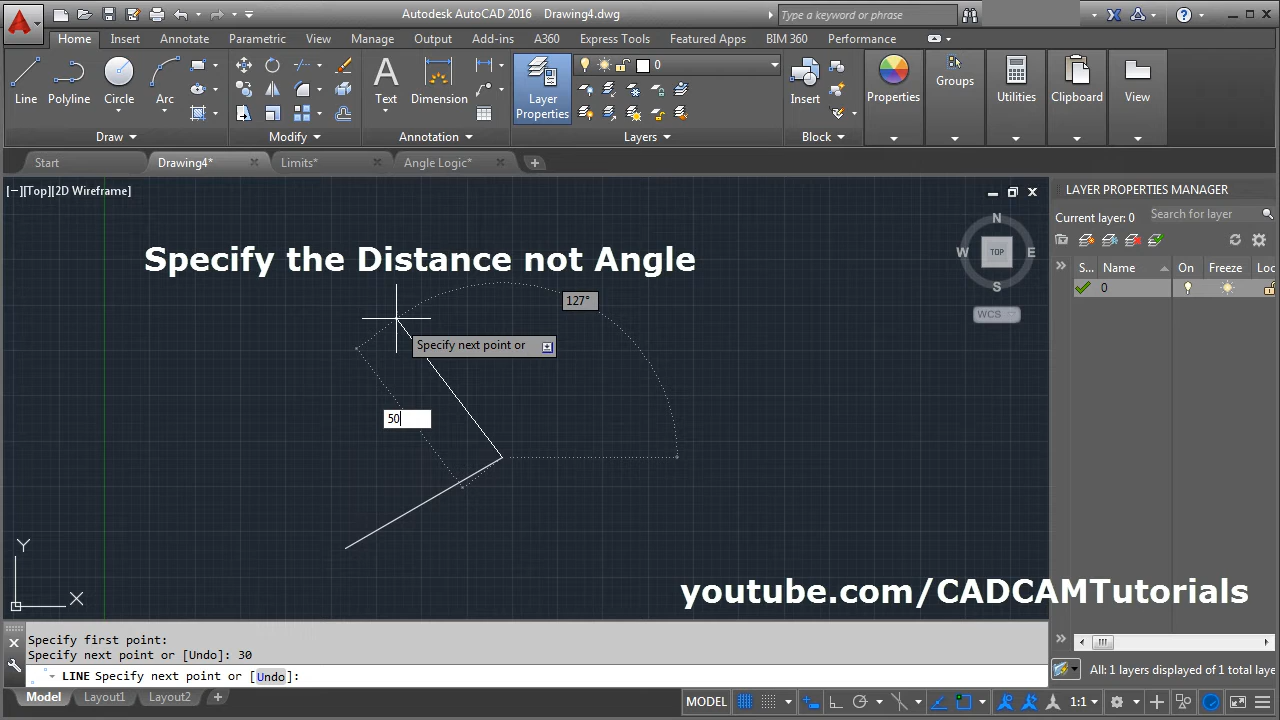 Autodesk AutoCAD 2016 Drawing4.dwg
Type a keyword or phrase
Home Insert Annotate Parametric View Manage Output Add-ins A360 Express Tools Featured Apps BIM 360 Performance
0
Line Polyline Circle Arc Text Dimension Layer Properties Insert Properties Groups Utilities Clipboard View
Draw Modify Annotation Layers Block
Start Drawing4* Limits* Angle Logic*
[−][Top][2D Wireframe]
LAYER PROPERTIES MANAGER
Current layer: 0 Search for layer
N
W TOP E
S
WCS
S... Name On Freeze Loc
0
Specify the Distance not Angle
127°
Specify next point or
50
Y
X
youtube.com/CADCAMTutorials
Specify first point:
Specify next point or [Undo]: 30
LINE Specify next point or [Undo]:
All: 1 layers displayed of 1 total laye
Model Layout1 Layout2
MODEL 1:1